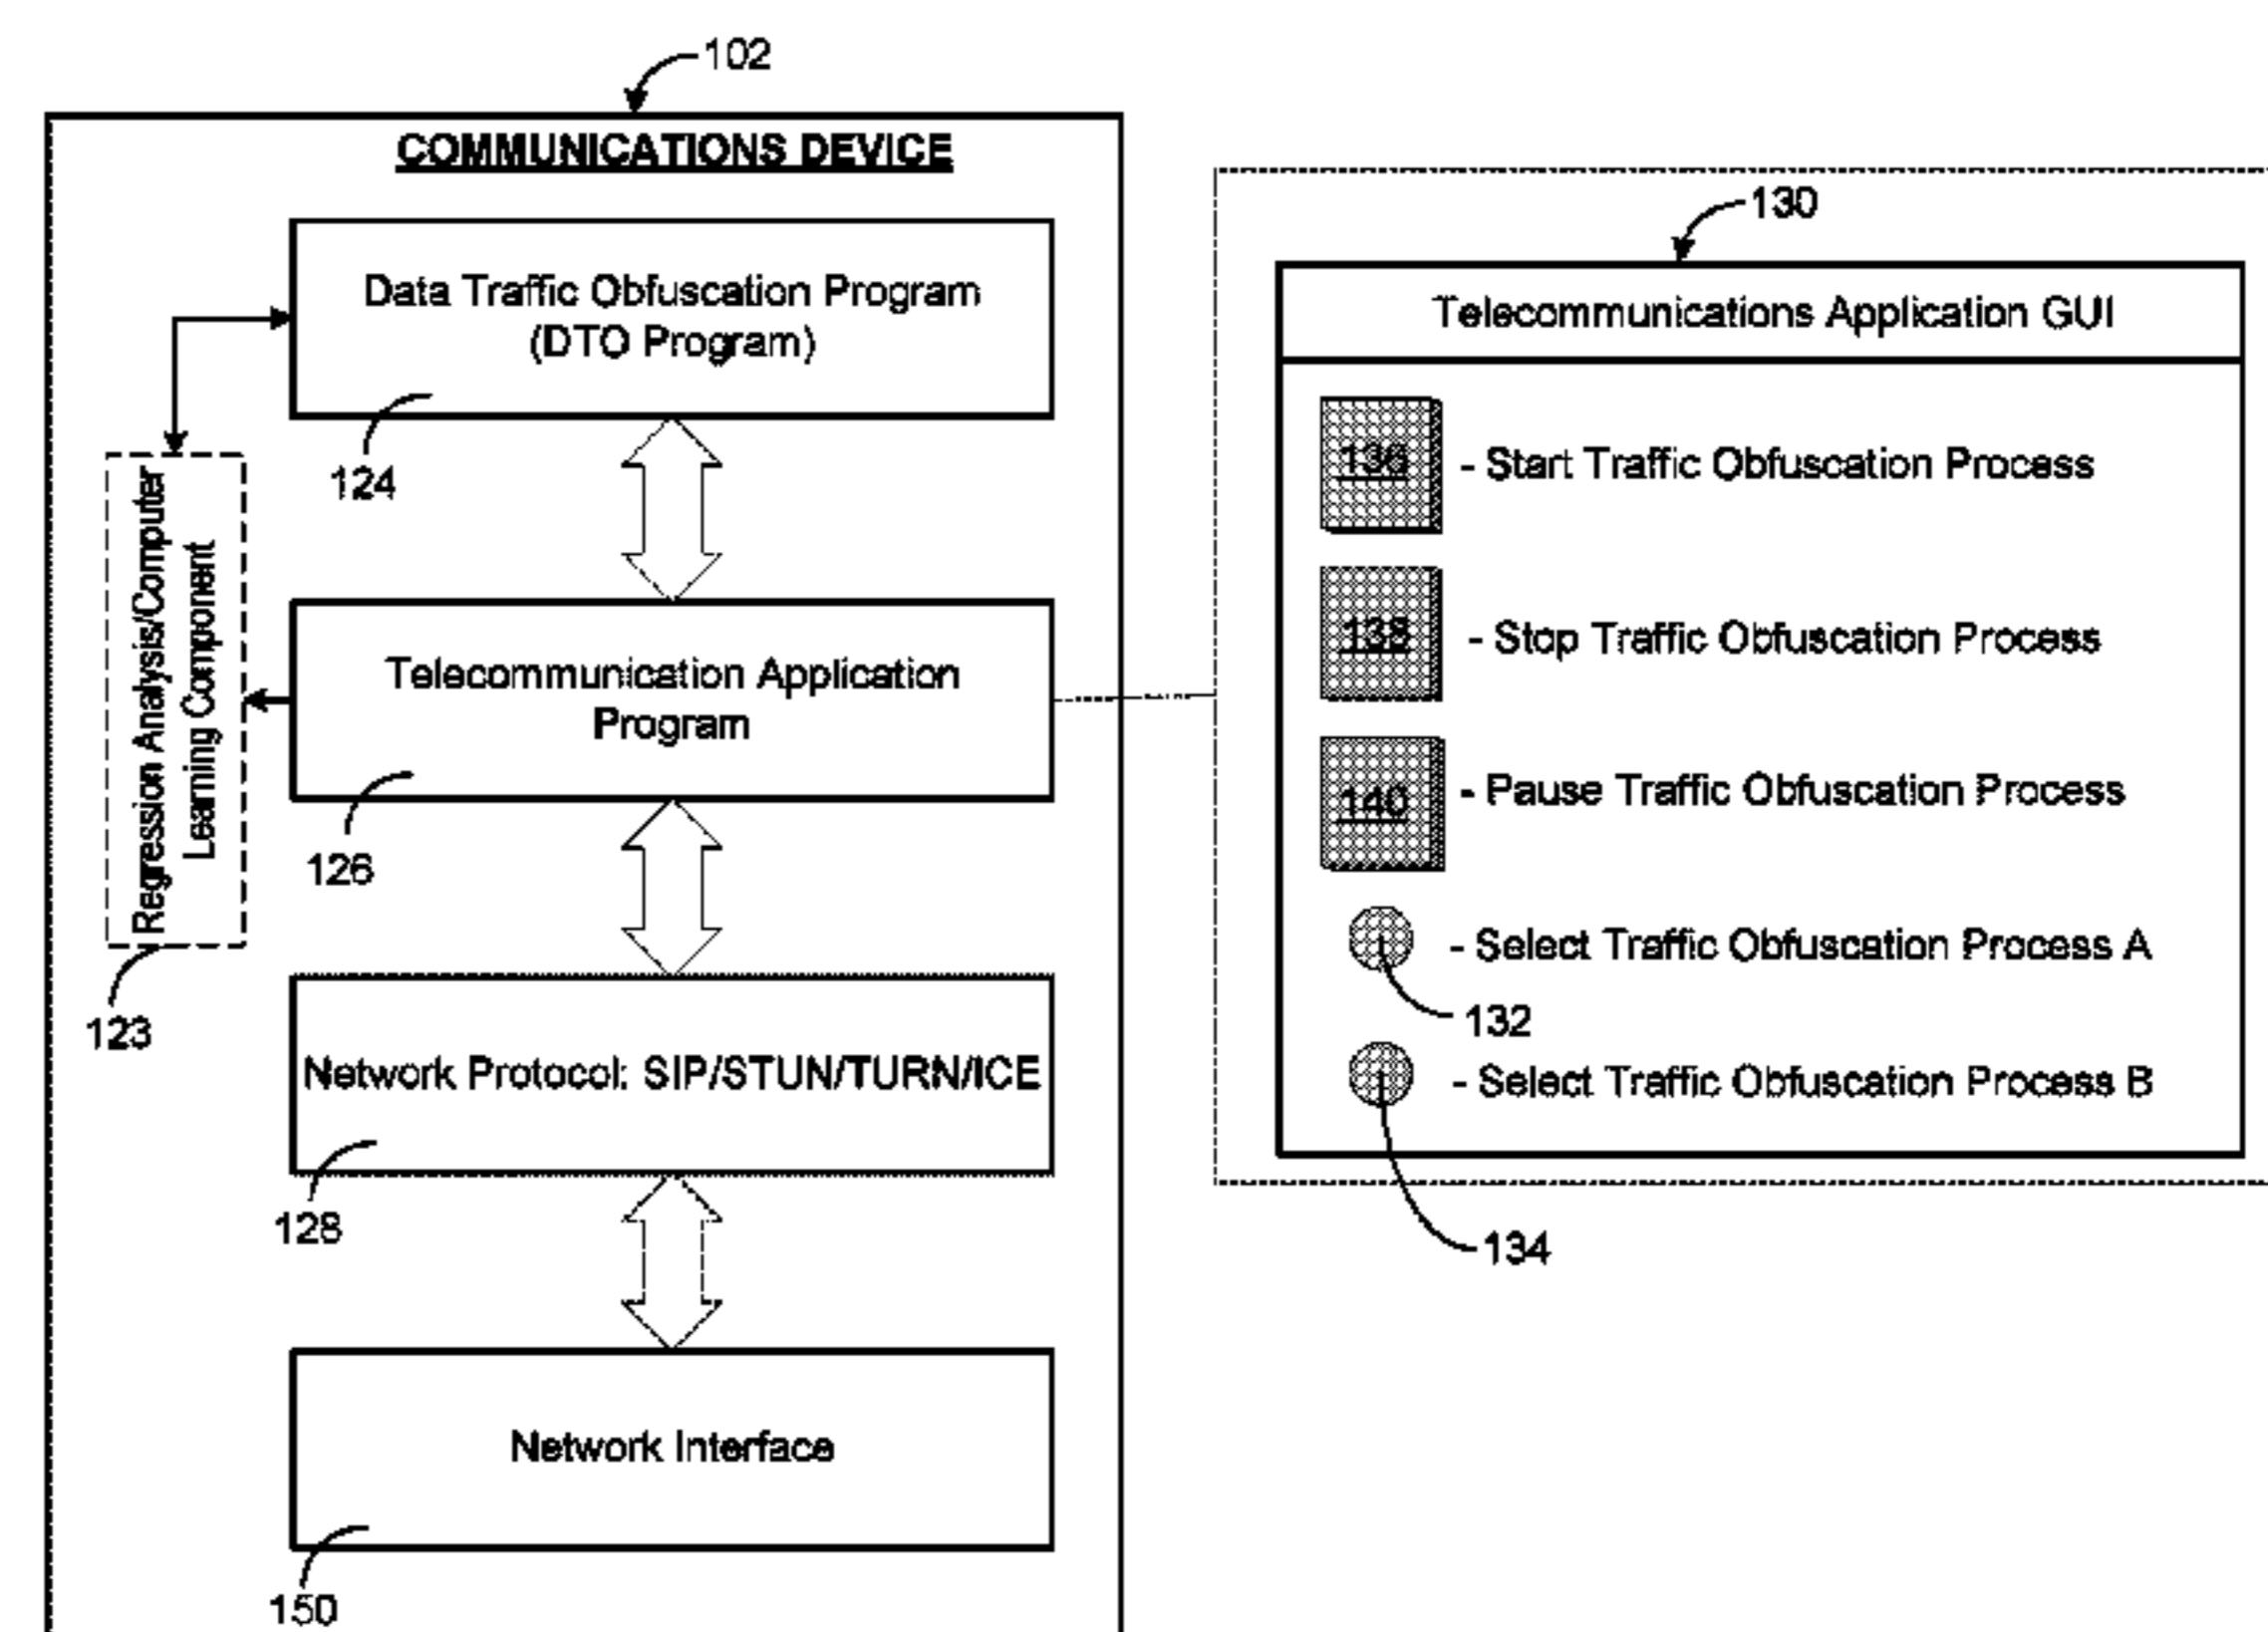 102
COMMUNICATIONS DEVICE
Data Traffic Obfuscation Program
(DTO Program)
124
Regression Analysis/Computer
Learning Component
123
Telecommunication Application
Program
126
Network Protocol: SIP/STUN/TURN/ICE
128
Network Interface
150
130
Telecommunications Application GUI
136 - Start Traffic Obfuscation Process
138 - Stop Traffic Obfuscation Process
140 - Pause Traffic Obfuscation Process
- Select Traffic Obfuscation Process A
132
- Select Traffic Obfuscation Process B
134